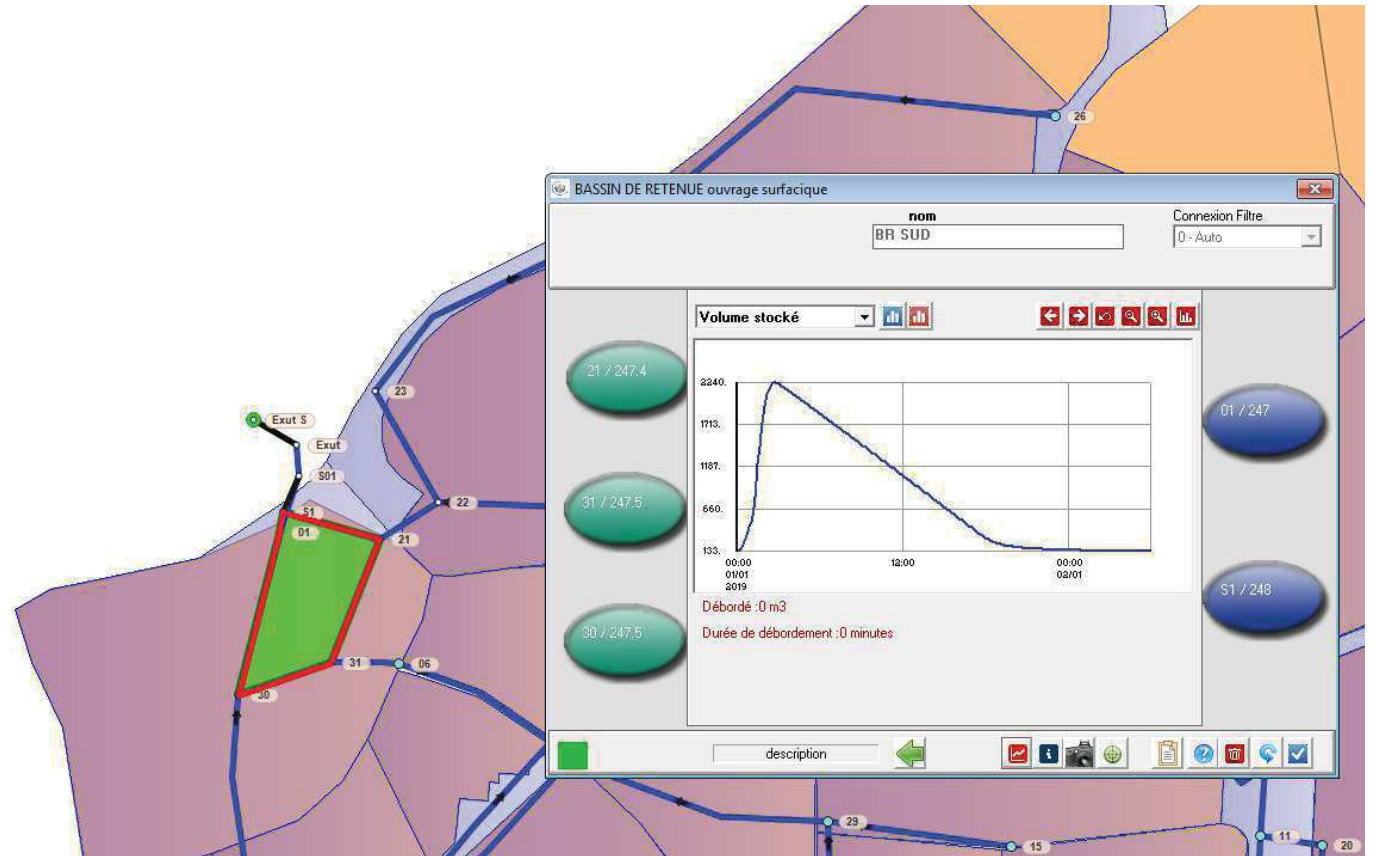 26
BASSIN DE RETENUE ouvrage surfacique
nom
Connexion Filtre
BR SUD
0 - Auto
Volume stocké
21 / 247.4
31 / 247.5
30 / 247.5
01 / 247
S1 / 248
2240.
1713.
1187.
660.
133.
00:00
01/01
2019
12:00
00:00
02/01
Débordé :0 m3
Durée de débordement :0 minutes
description
23
Exut S
Exut
S01
22
S1
01
21
31
06
30
29
15
11
20